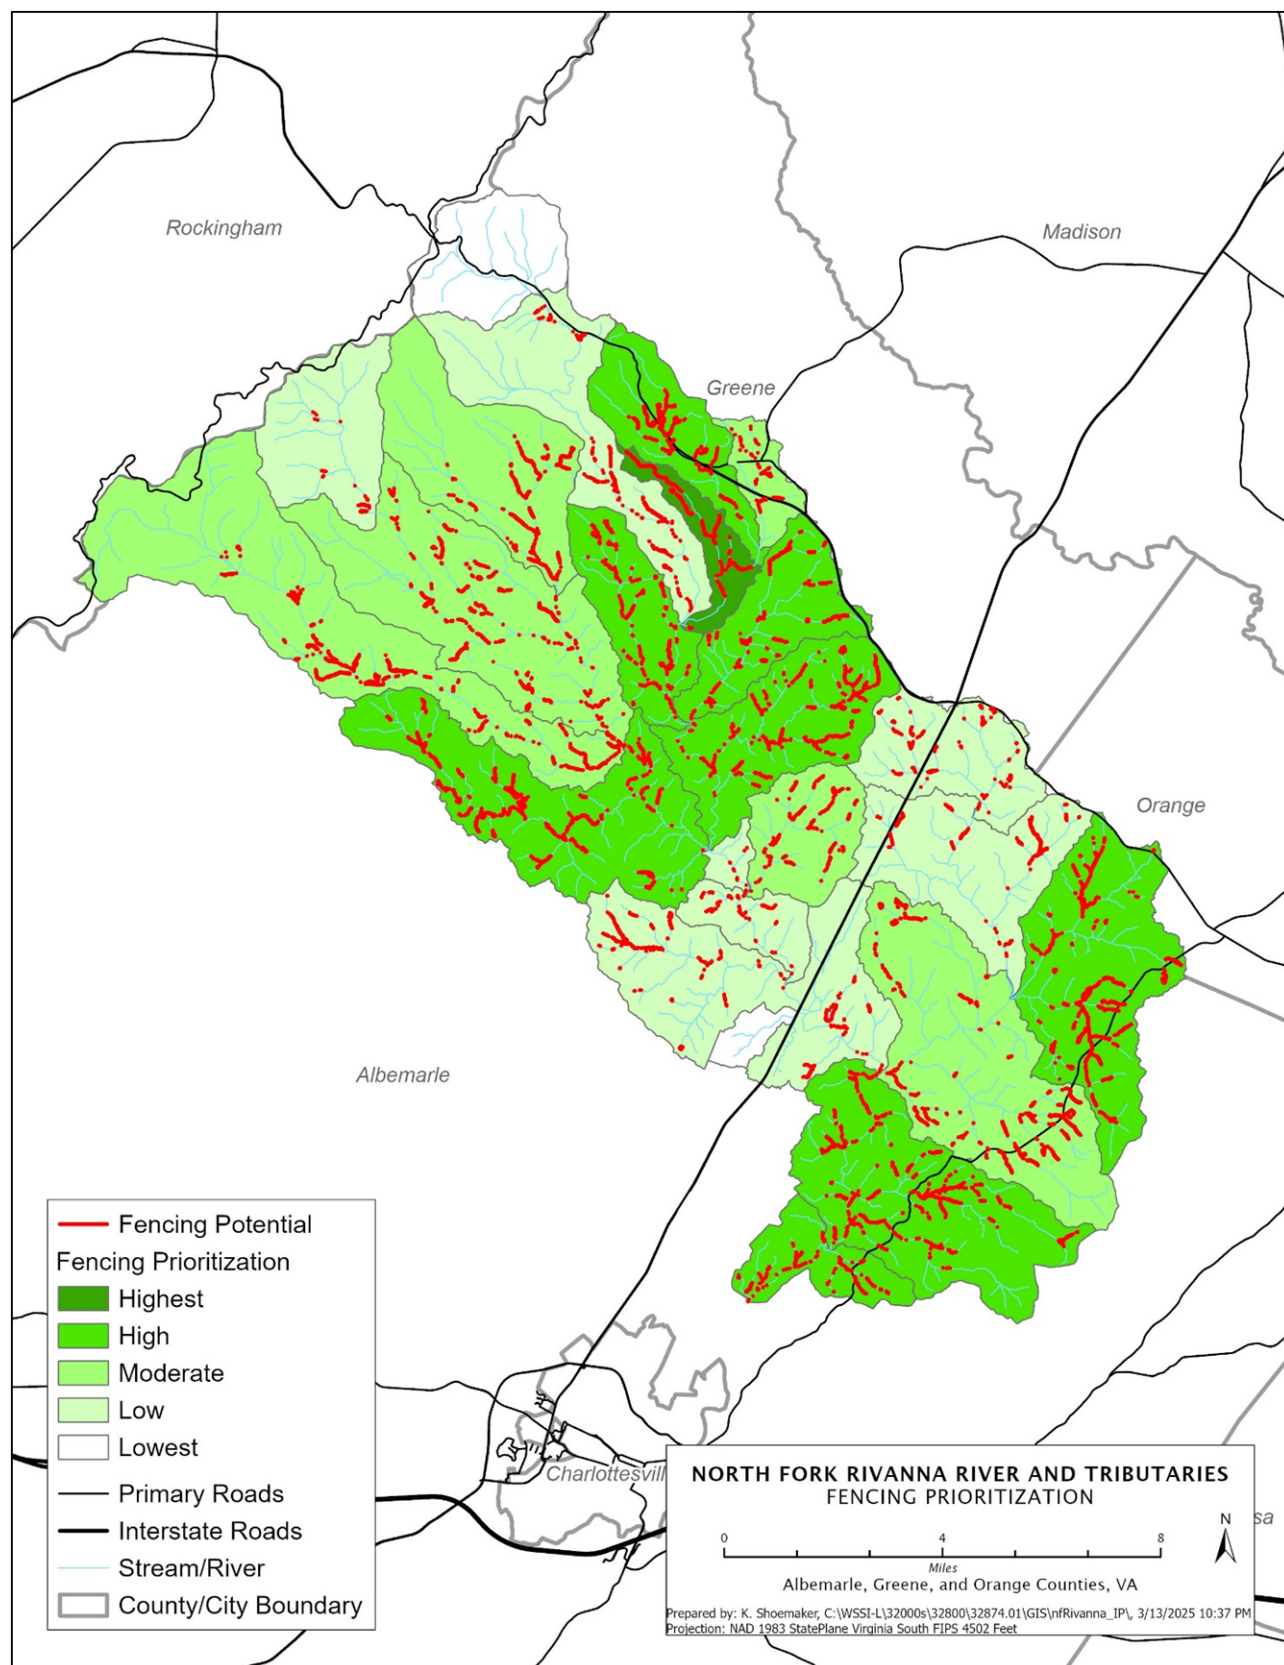 Rockingham
Madison
Greene
Orange
Albemarle
Fencing Potential
Fencing Prioritization
Highest
High
Moderate
Low
Lowest
Primary Roads
Interstate Roads
Stream/River
County/City Boundary
Charlottesvill
NORTH FORK RIVANNA RIVER AND TRIBUTARIES
FENCING PRIORITIZATION
N
sa
0 4 8
Miles
Albemarle, Greene, and Orange Counties, VA
Prepared by: K. Shoemaker, C:\WSSI-L\32000s\32800\32874.01\GIS\nfRivanna_IP\, 3/13/2025 10:37 PM
Projection: NAD 1983 StatePlane Virginia South FIPS 4502 Feet